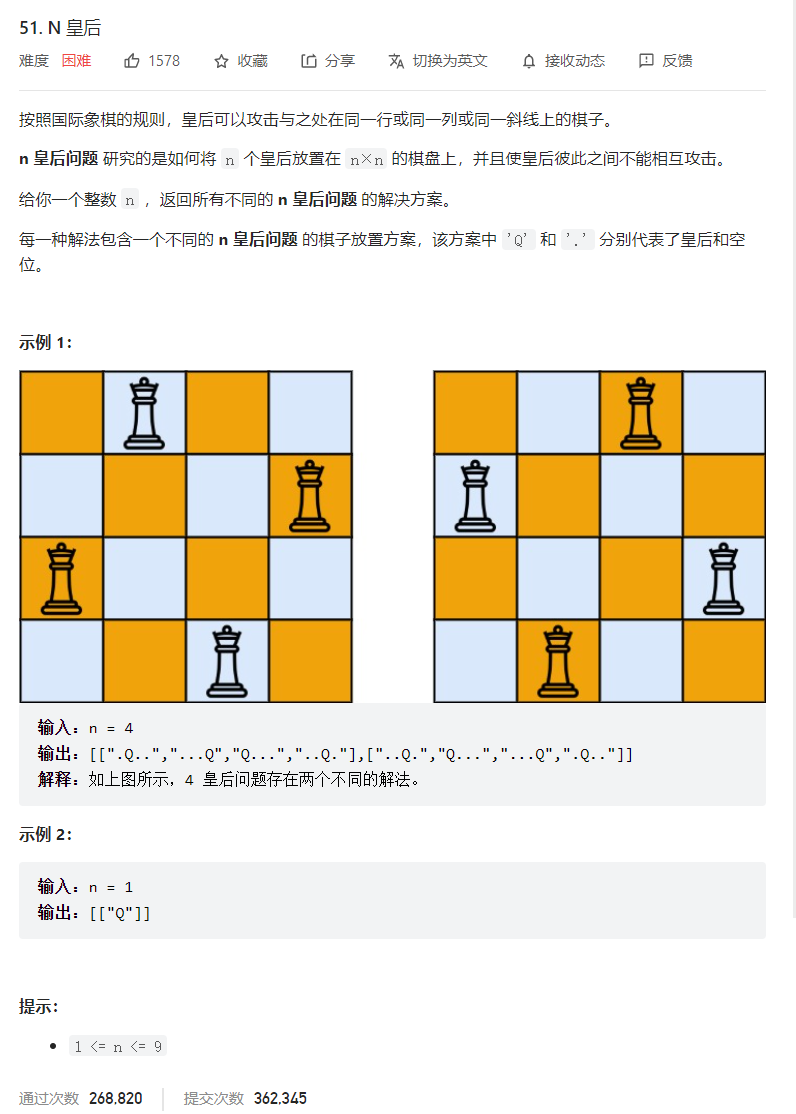 51. N 皇后
难度 困难 1578 收藏 分享 切换为英文 接收动态 反馈
按照国际象棋的规则，皇后可以攻击与之处在同一行或同一列或同一斜线上的棋子。
n 皇后问题 研究的是如何将 n 个皇后放置在 n×n 的棋盘上，并且使皇后彼此之间不能相互攻击。
给你一个整数 n ，返回所有不同的 n 皇后问题 的解决方案。
每一种解法包含一个不同的 n 皇后问题 的棋子放置方案，该方案中 'Q' 和 '.' 分别代表了皇后和空
位。
示例 1：
输入：n = 4
输出：[[".Q..","...Q","Q...","..Q."],["..Q.","Q...","...Q",".Q.."]]
解释：如上图所示，4 皇后问题存在两个不同的解法。
示例 2：
输入：n = 1
输出：[["Q"]]
提示：
1 <= n <= 9
通过次数 268,820 提交次数 362,345